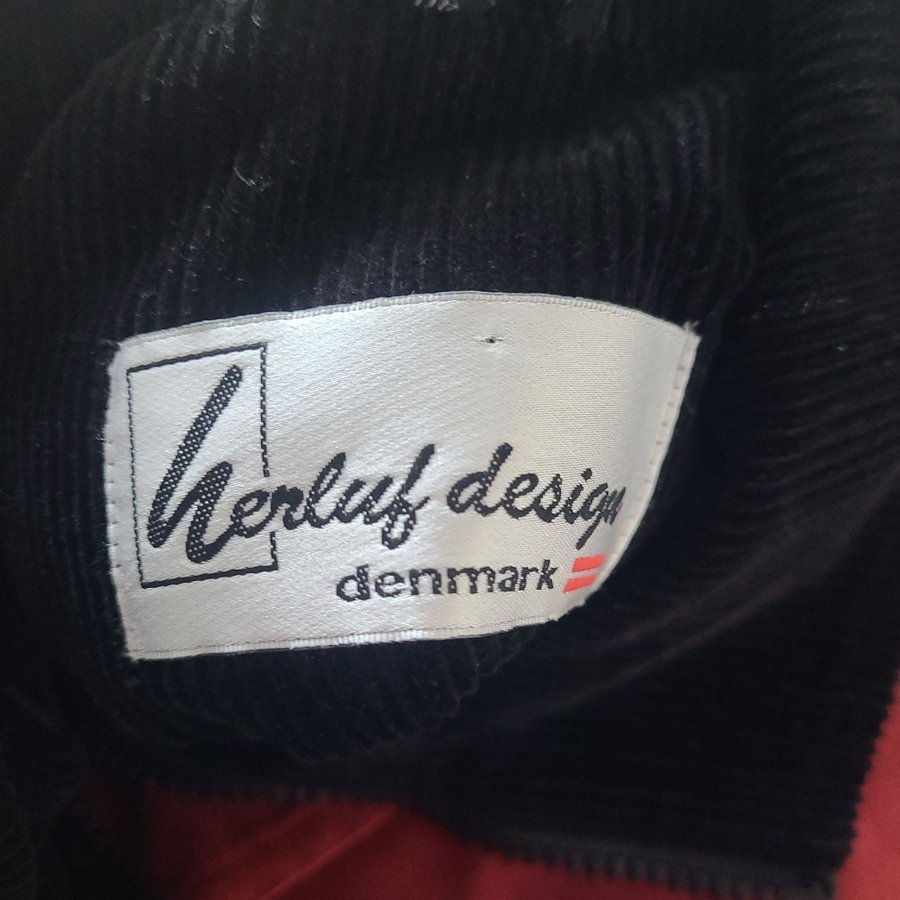 herluf design
denmark